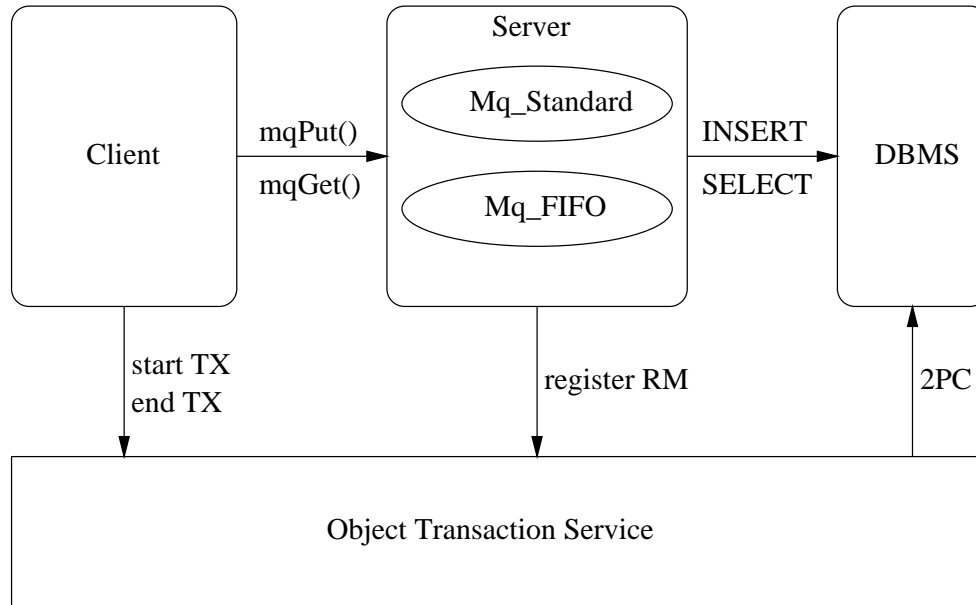 Server
Mq_Standard
Client
mqPut()
mqGet()
Mq_FIFO
INSERT
SELECT
DBMS
start TX
end TX
register RM
2PC
Object Transaction Service